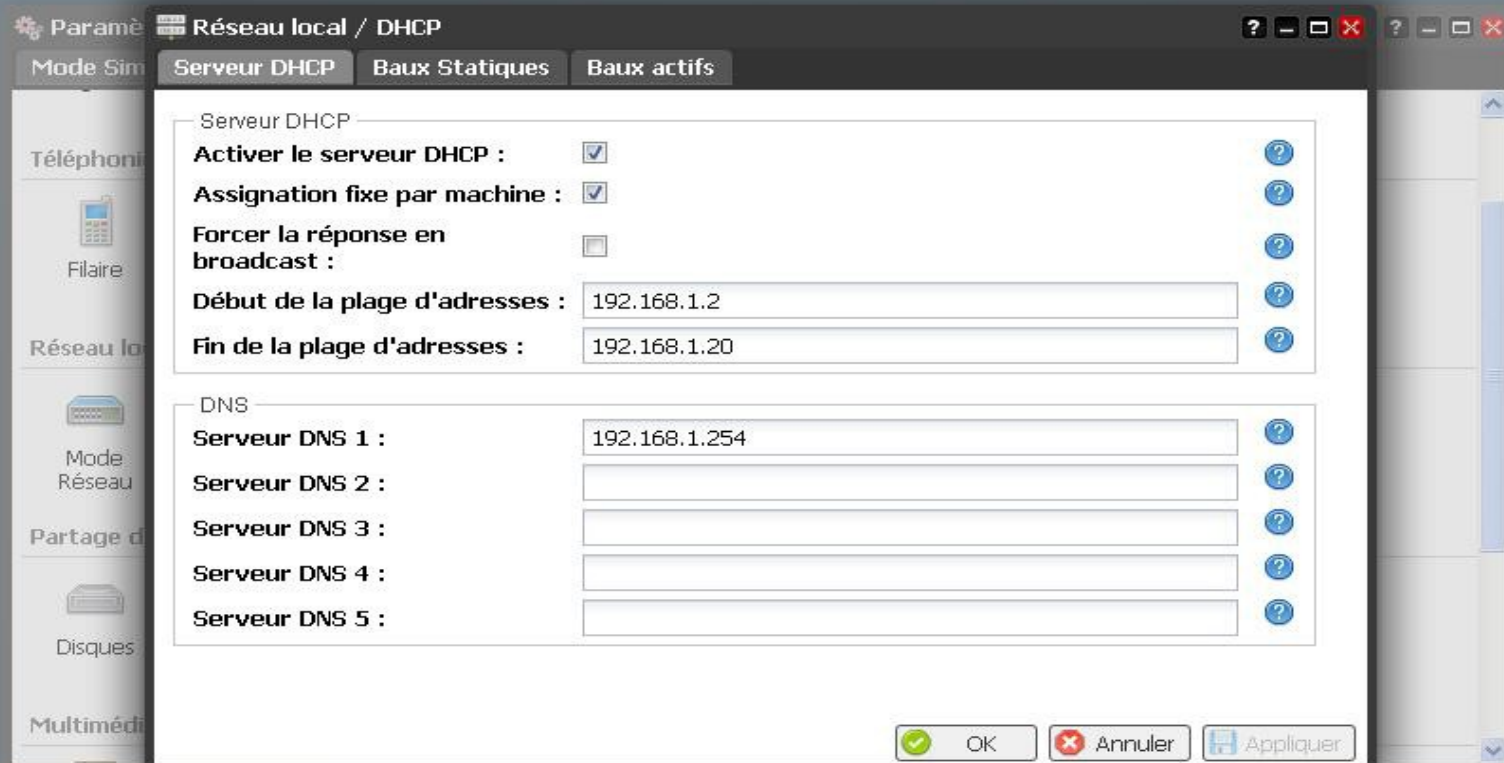 Paramè
Réseau local / DHCP
Mode Sim
Serveur DHCP
Baux Statiques
Baux actifs
Serveur DHCP
Téléphoni
Activer le serveur DHCP :
Assignation fixe par machine :
Forcer la réponse en
broadcast :
Filaire
Début de la plage d'adresses :
192.168.1.2
Réseau lo
Fin de la plage d'adresses :
192.168.1.20
DNS
Serveur DNS 1 :
192.168.1.254
Mode
Réseau
Serveur DNS 2 :
Serveur DNS 3 :
Partage d
Serveur DNS 4 :
Serveur DNS 5 :
Disques
Multimédi
OK
Annuler
Appliquer